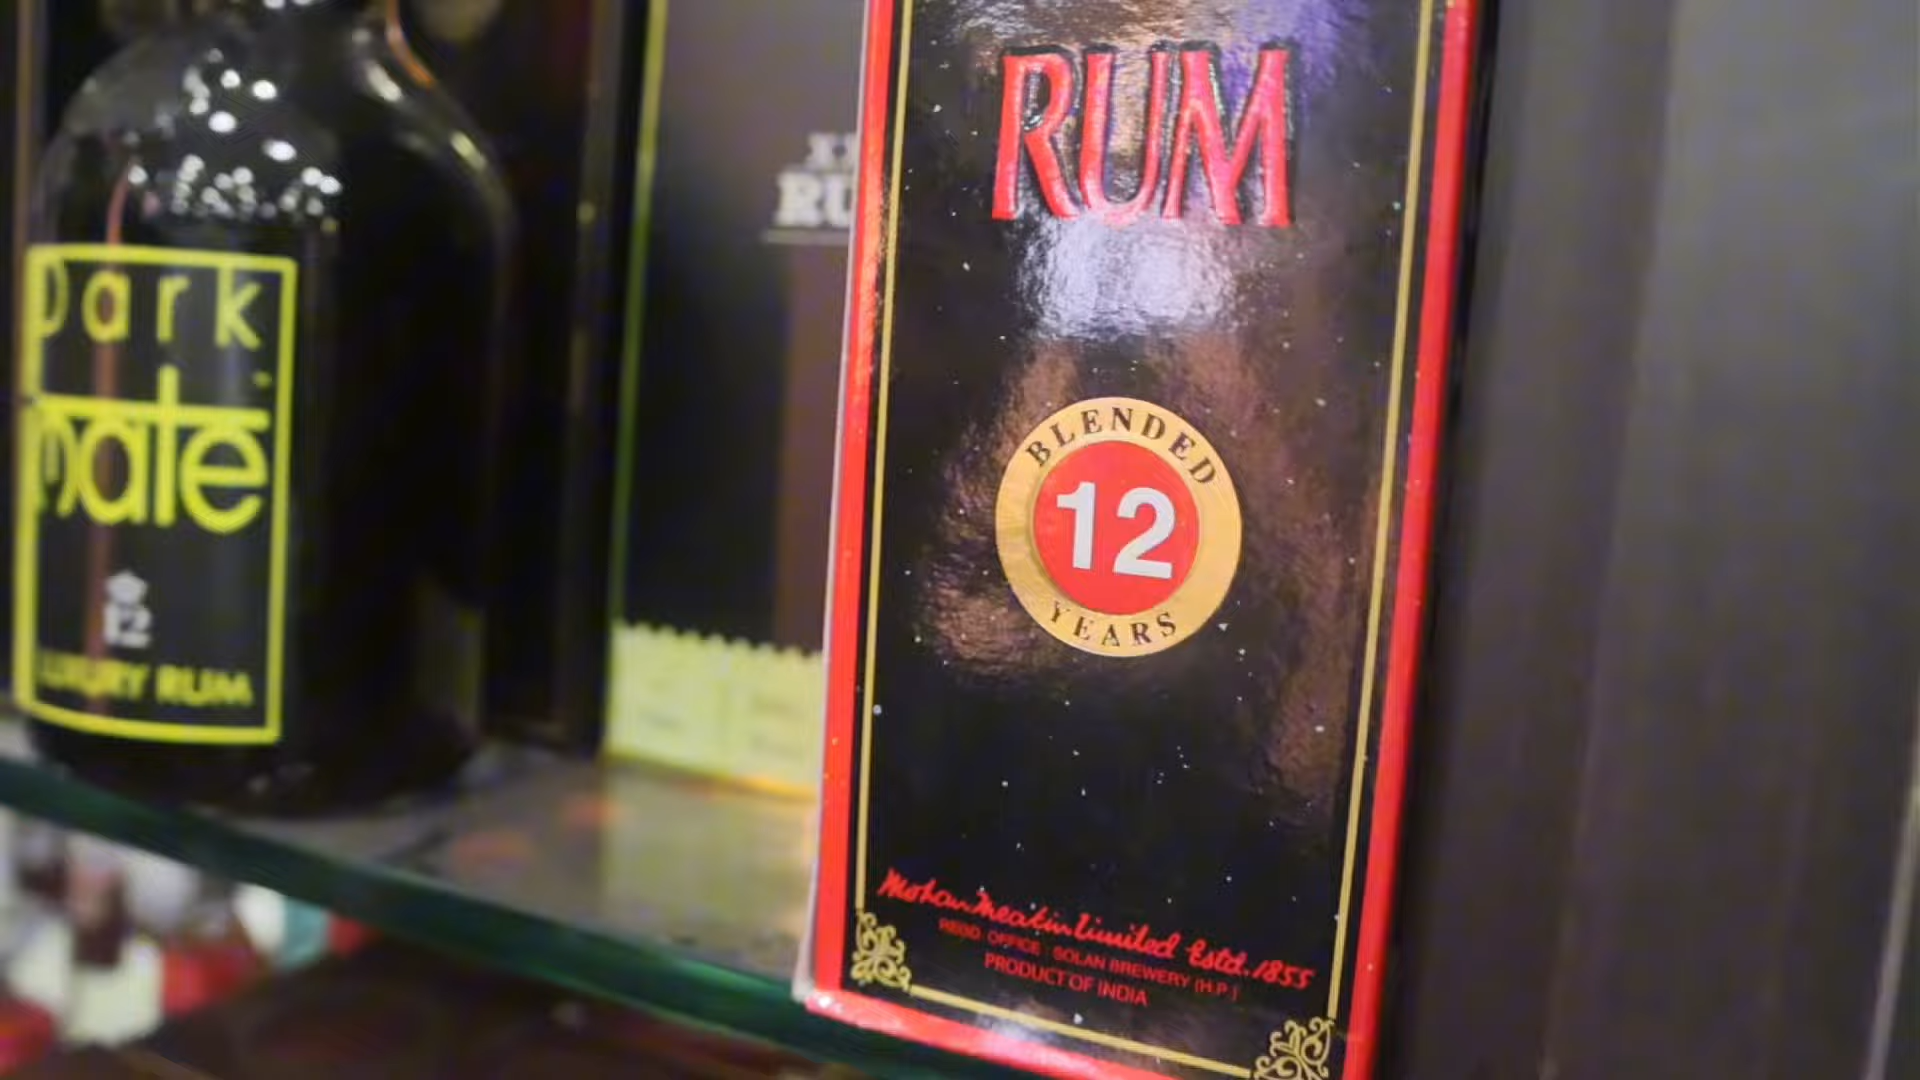 park
mate
12
LUXURY RUM
RUM
BLENDED
12
YEARS
Mohan Meakin Limited Estd. 1855
REGD. OFFICE : SOLAN BREWERY (H.P.)
PRODUCT OF INDIA